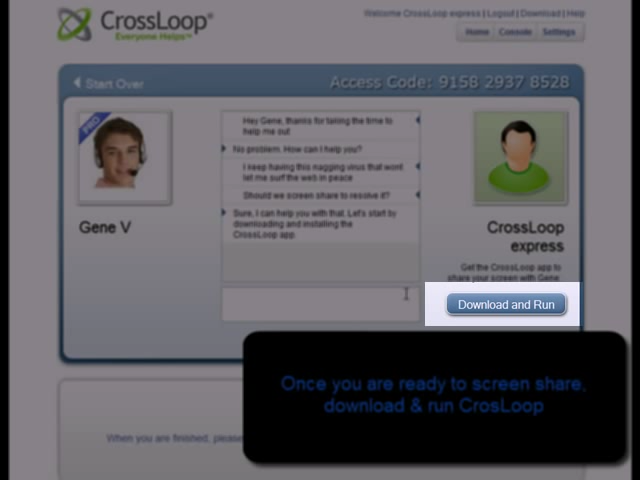 CrossLoop®
Everyone Helps™
Welcome CrossLoop express | Logout | Download | Help
Home Console Settings
Start Over
Access Code: 9158 2937 8528
PRO
Hey Gene, thanks for taking the time to
help me out
No problem. How can I help you?
I keep having this nagging virus that wont
let me surf the web in peace
Should we screen share to resolve it?
Sure, I can help you with that. Let's start by
downloading and installing the
CrossLoop app.
Gene V
CrossLoop
express
Get the CrossLoop app to
share your screen with Gene
Download and Run
Once you are ready to screen share,
download & run CrosLoop
When you are finished, please